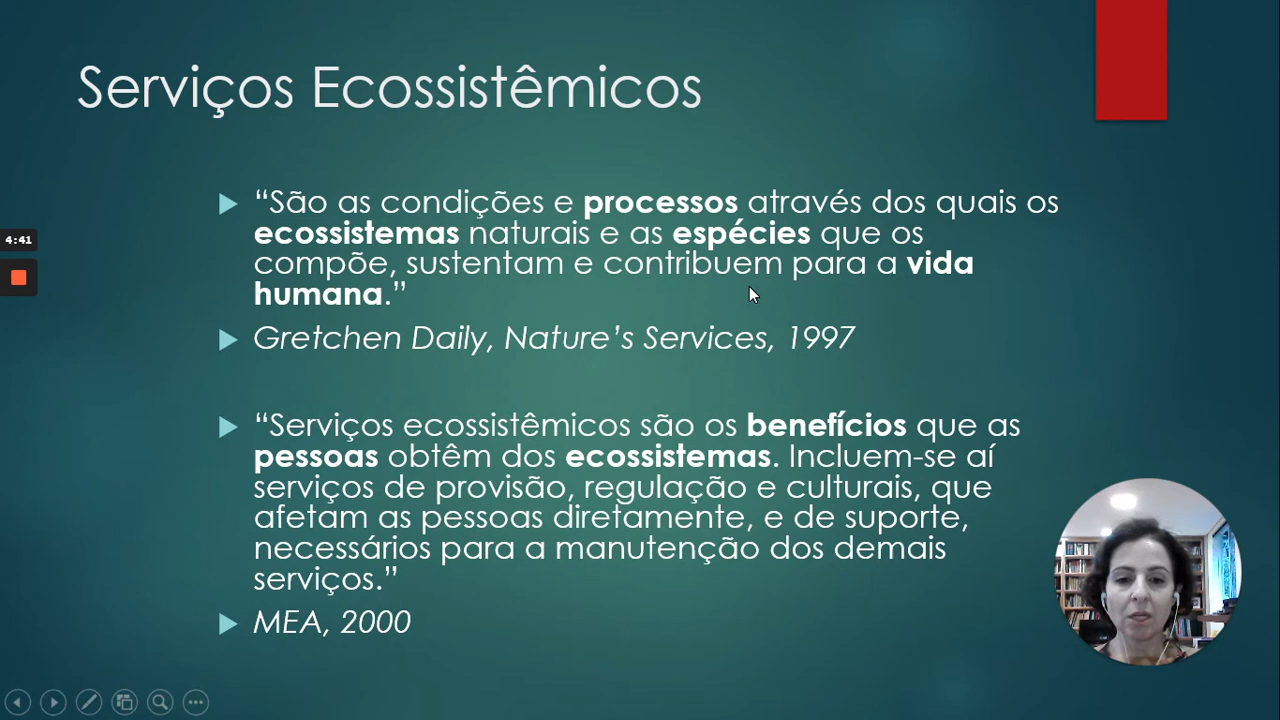 Serviços Ecossistêmicos
“São as condições e processos através dos quais os
ecossistemas naturais e as espécies que os
compõe, sustentam e contribuem para a vida
humana.”
Gretchen Daily, Nature’s Services, 1997
“Serviços ecossistêmicos são os benefícios que as
pessoas obtêm dos ecossistemas. Incluem-se aí
serviços de provisão, regulação e culturais, que
afetam as pessoas diretamente, e de suporte,
necessários para a manutenção dos demais
serviços.”
MEA, 2000
4:41